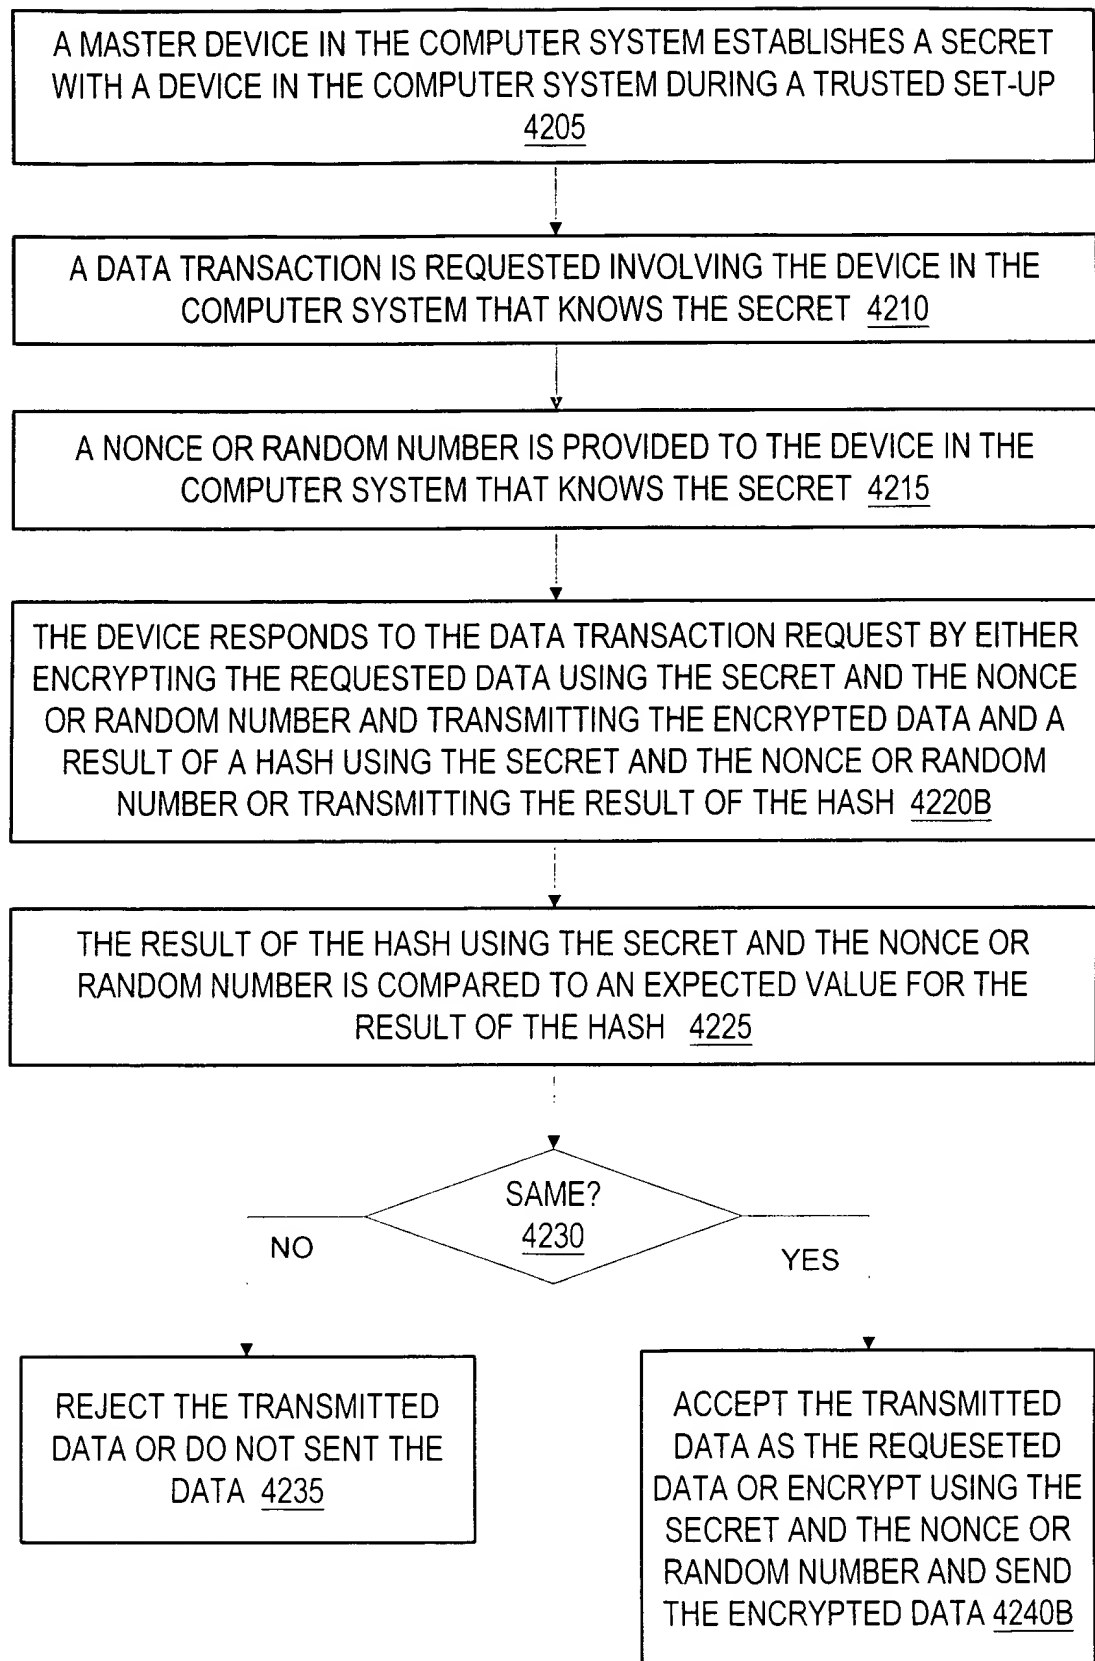 A MASTER DEVICE IN THE COMPUTER SYSTEM ESTABLISHES A SECRET
WITH A DEVICE IN THE COMPUTER SYSTEM DURING A TRUSTED SET-UP
4205
A DATA TRANSACTION IS REQUESTED INVOLVING THE DEVICE IN THE
COMPUTER SYSTEM THAT KNOWS THE SECRET 4210
A NONCE OR RANDOM NUMBER IS PROVIDED TO THE DEVICE IN THE
COMPUTER SYSTEM THAT KNOWS THE SECRET 4215
THE DEVICE RESPONDS TO THE DATA TRANSACTION REQUEST BY EITHER
ENCRYPTING THE REQUESTED DATA USING THE SECRET AND THE NONCE
OR RANDOM NUMBER AND TRANSMITTING THE ENCRYPTED DATA AND A
RESULT OF A HASH USING THE SECRET AND THE NONCE OR RANDOM
NUMBER OR TRANSMITTING THE RESULT OF THE HASH 4220B
THE RESULT OF THE HASH USING THE SECRET AND THE NONCE OR
RANDOM NUMBER IS COMPARED TO AN EXPECTED VALUE FOR THE
RESULT OF THE HASH 4225
SAME?
4230
NO
YES
REJECT THE TRANSMITTED
DATA OR DO NOT SENT THE
DATA 4235
ACCEPT THE TRANSMITTED
DATA AS THE REQUESETED
DATA OR ENCRYPT USING THE
SECRET AND THE NONCE OR
RANDOM NUMBER AND SEND
THE ENCRYPTED DATA 4240B